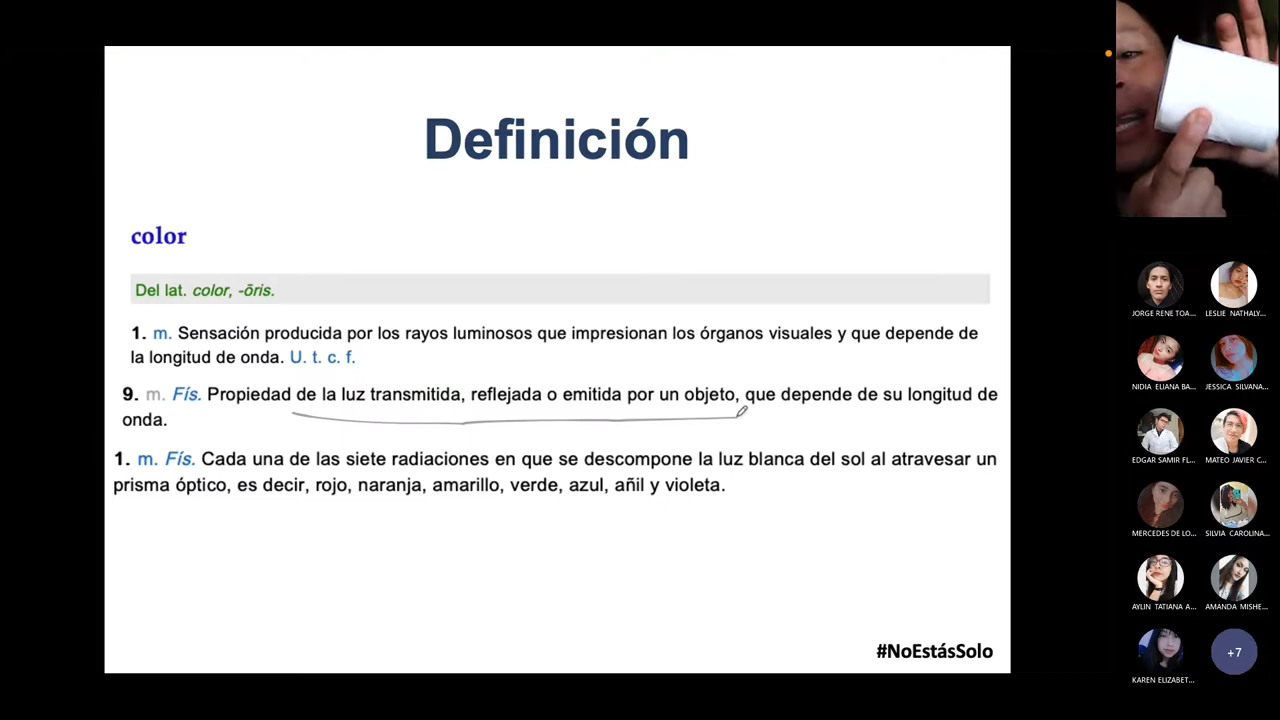 Definición
color
Del lat. color, -ōris.
1. m. Sensación producida por los rayos luminosos que impresionan los órganos visuales y que depende de
la longitud de onda. U. t. c. f.
9. m. Fís. Propiedad de la luz transmitida, reflejada o emitida por un objeto, que depende de su longitud de
onda.
1. m. Fís. Cada una de las siete radiaciones en que se descompone la luz blanca del sol al atravesar un
prisma óptico, es decir, rojo, naranja, amarillo, verde, azul, añil y violeta.
#NoEstásSolo
JORGE RENE TOA...
LESLIE NATHALY...
NIDIA ELIANA BA...
JESSICA SILVANA...
EDGAR SAMIR FL...
MATEO JAVIER C...
MERCEDES DE LO...
SILVIA CAROLINA...
AYLIN TATIANA A...
AMANDA MISHE...
KAREN ELIZABET...
+7